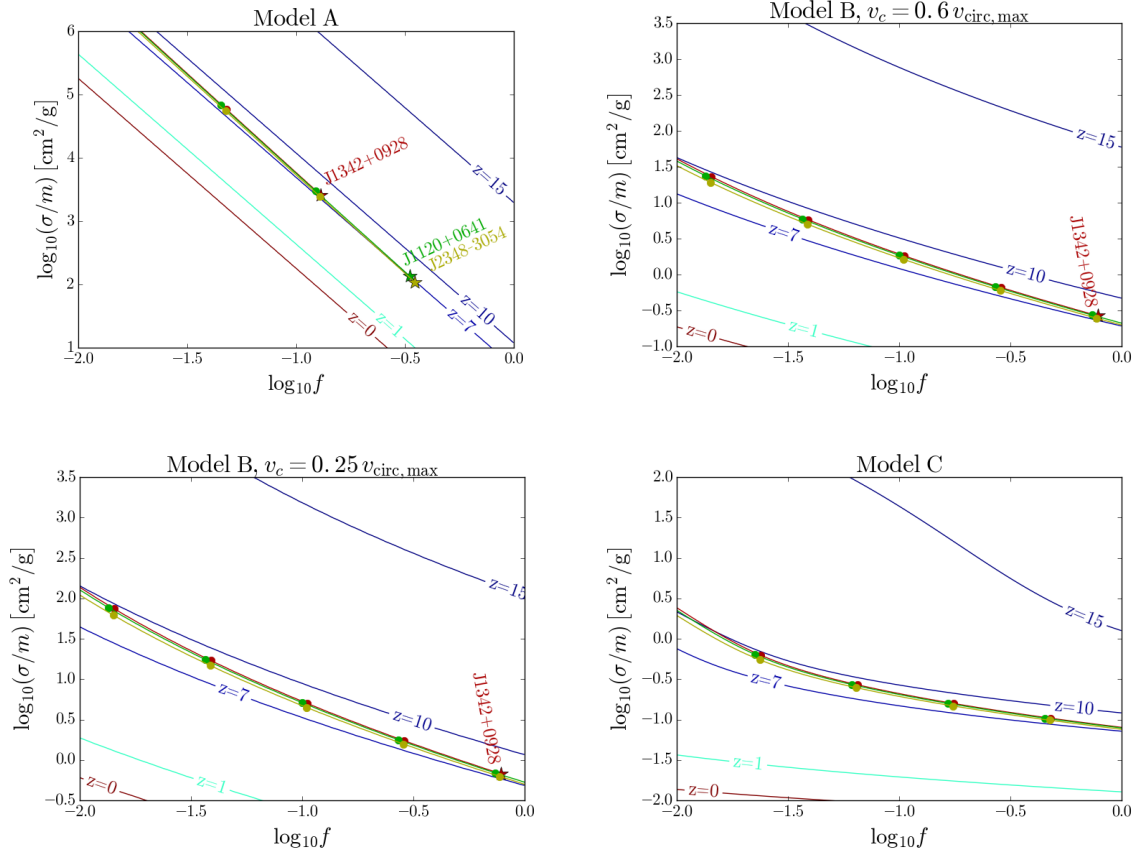 Model A
log₁₀(σ/m) [cm²/g]
6
5
4
3
2
1
−2.0 −1.5 −1.0 −0.5 0.0
log₁₀f
J1342+0928
J1120+0641
J2348-3054
z=15
z=10
z=7
z=1
z=0
Model B, v_c = 0.6 v_circ,max
log₁₀(σ/m) [cm²/g]
3.5
3.0
2.5
2.0
1.5
1.0
0.5
0.0
−0.5
−1.0
−2.0 −1.5 −1.0 −0.5 0.0
log₁₀f
z=15
z=10
z=7
z=1
z=0
J1342+0928
Model B, v_c = 0.25 v_circ,max
log₁₀(σ/m) [cm²/g]
3.5
3.0
2.5
2.0
1.5
1.0
0.5
0.0
−0.5
−2.0 −1.5 −1.0 −0.5 0.0
log₁₀f
z=15
z=10
z=7
z=1
z=0
J1342+0928
Model C
log₁₀(σ/m) [cm²/g]
2.0
1.5
1.0
0.5
0.0
−0.5
−1.0
−1.5
−2.0
−2.0 −1.5 −1.0 −0.5 0.0
log₁₀f
z=15
z=10
z=7
z=1
z=0